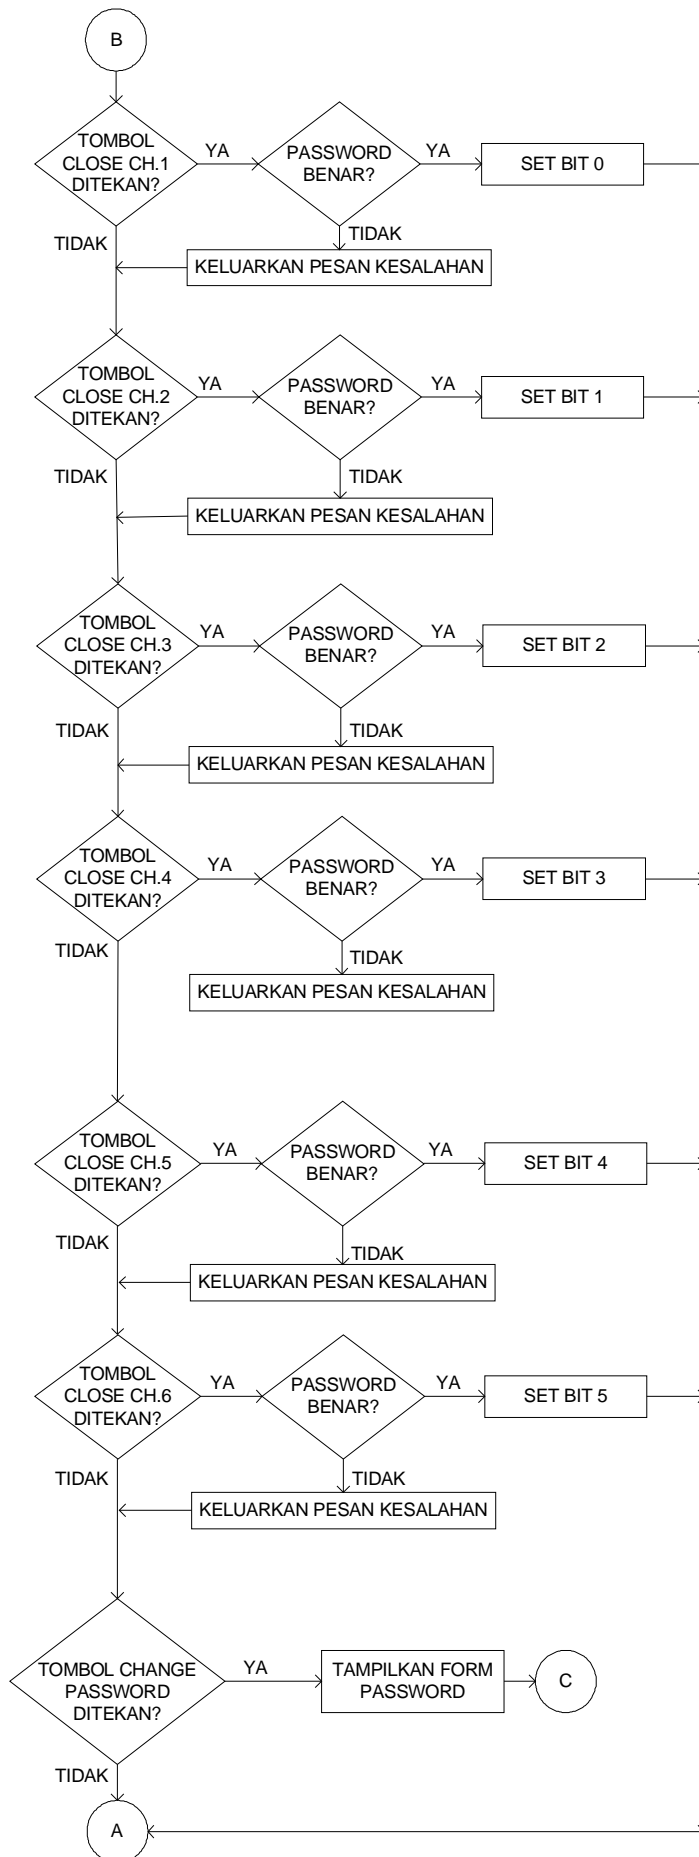 B
TOMBOL
CLOSE CH.1
DITEKAN?
YA
PASSWORD
BENAR?
YA
SET BIT 0
TIDAK
TIDAK
KELUARKAN PESAN KESALAHAN
TOMBOL
CLOSE CH.2
DITEKAN?
YA
PASSWORD
BENAR?
YA
SET BIT 1
TIDAK
TIDAK
KELUARKAN PESAN KESALAHAN
TOMBOL
CLOSE CH.3
DITEKAN?
YA
PASSWORD
BENAR?
YA
SET BIT 2
TIDAK
TIDAK
KELUARKAN PESAN KESALAHAN
TOMBOL
CLOSE CH.4
DITEKAN?
YA
PASSWORD
BENAR?
YA
SET BIT 3
TIDAK
TIDAK
KELUARKAN PESAN KESALAHAN
TOMBOL
CLOSE CH.5
DITEKAN?
YA
PASSWORD
BENAR?
YA
SET BIT 4
TIDAK
TIDAK
KELUARKAN PESAN KESALAHAN
TOMBOL
CLOSE CH.6
DITEKAN?
YA
PASSWORD
BENAR?
YA
SET BIT 5
TIDAK
TIDAK
KELUARKAN PESAN KESALAHAN
TOMBOL CHANGE
PASSWORD
DITEKAN?
YA
TAMPILKAN FORM
PASSWORD
C
TIDAK
A